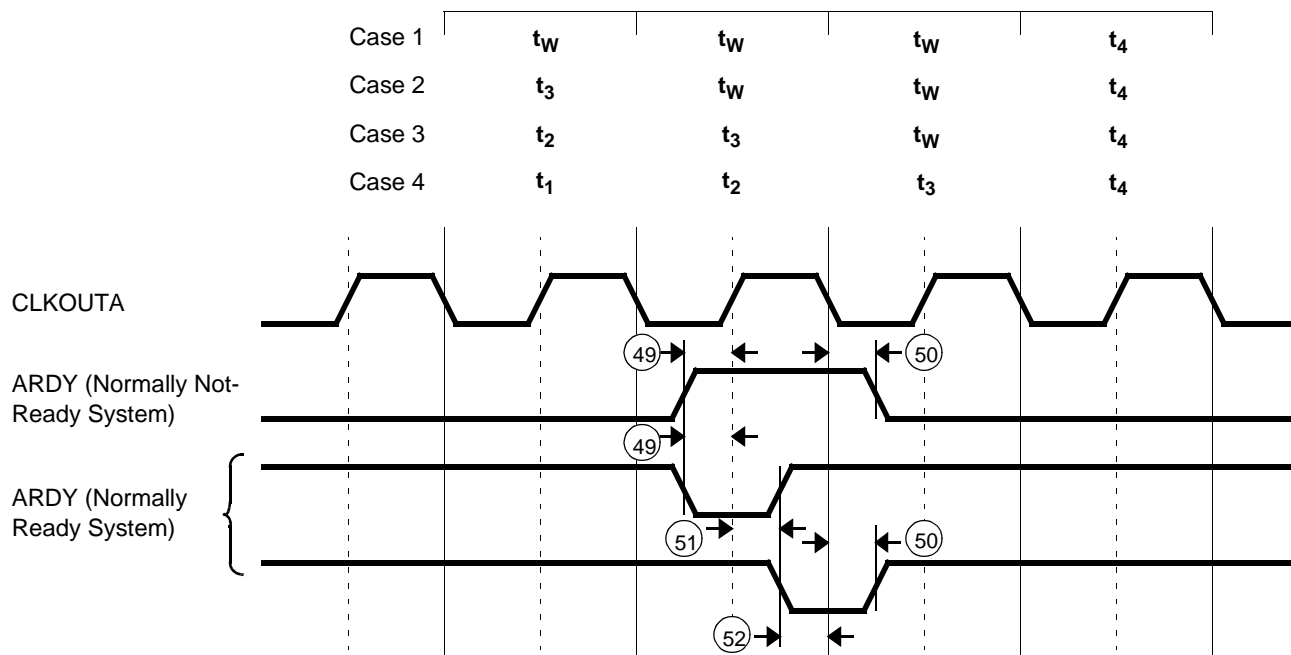 Case 1 tW tW tW t4
Case 2 t3 tW tW t4
Case 3 t2 t3 tW t4
Case 4 t1 t2 t3 t4
CLKOUTA
49 50
ARDY (Normally Not-
Ready System)
49
ARDY (Normally
Ready System)
51 50
52